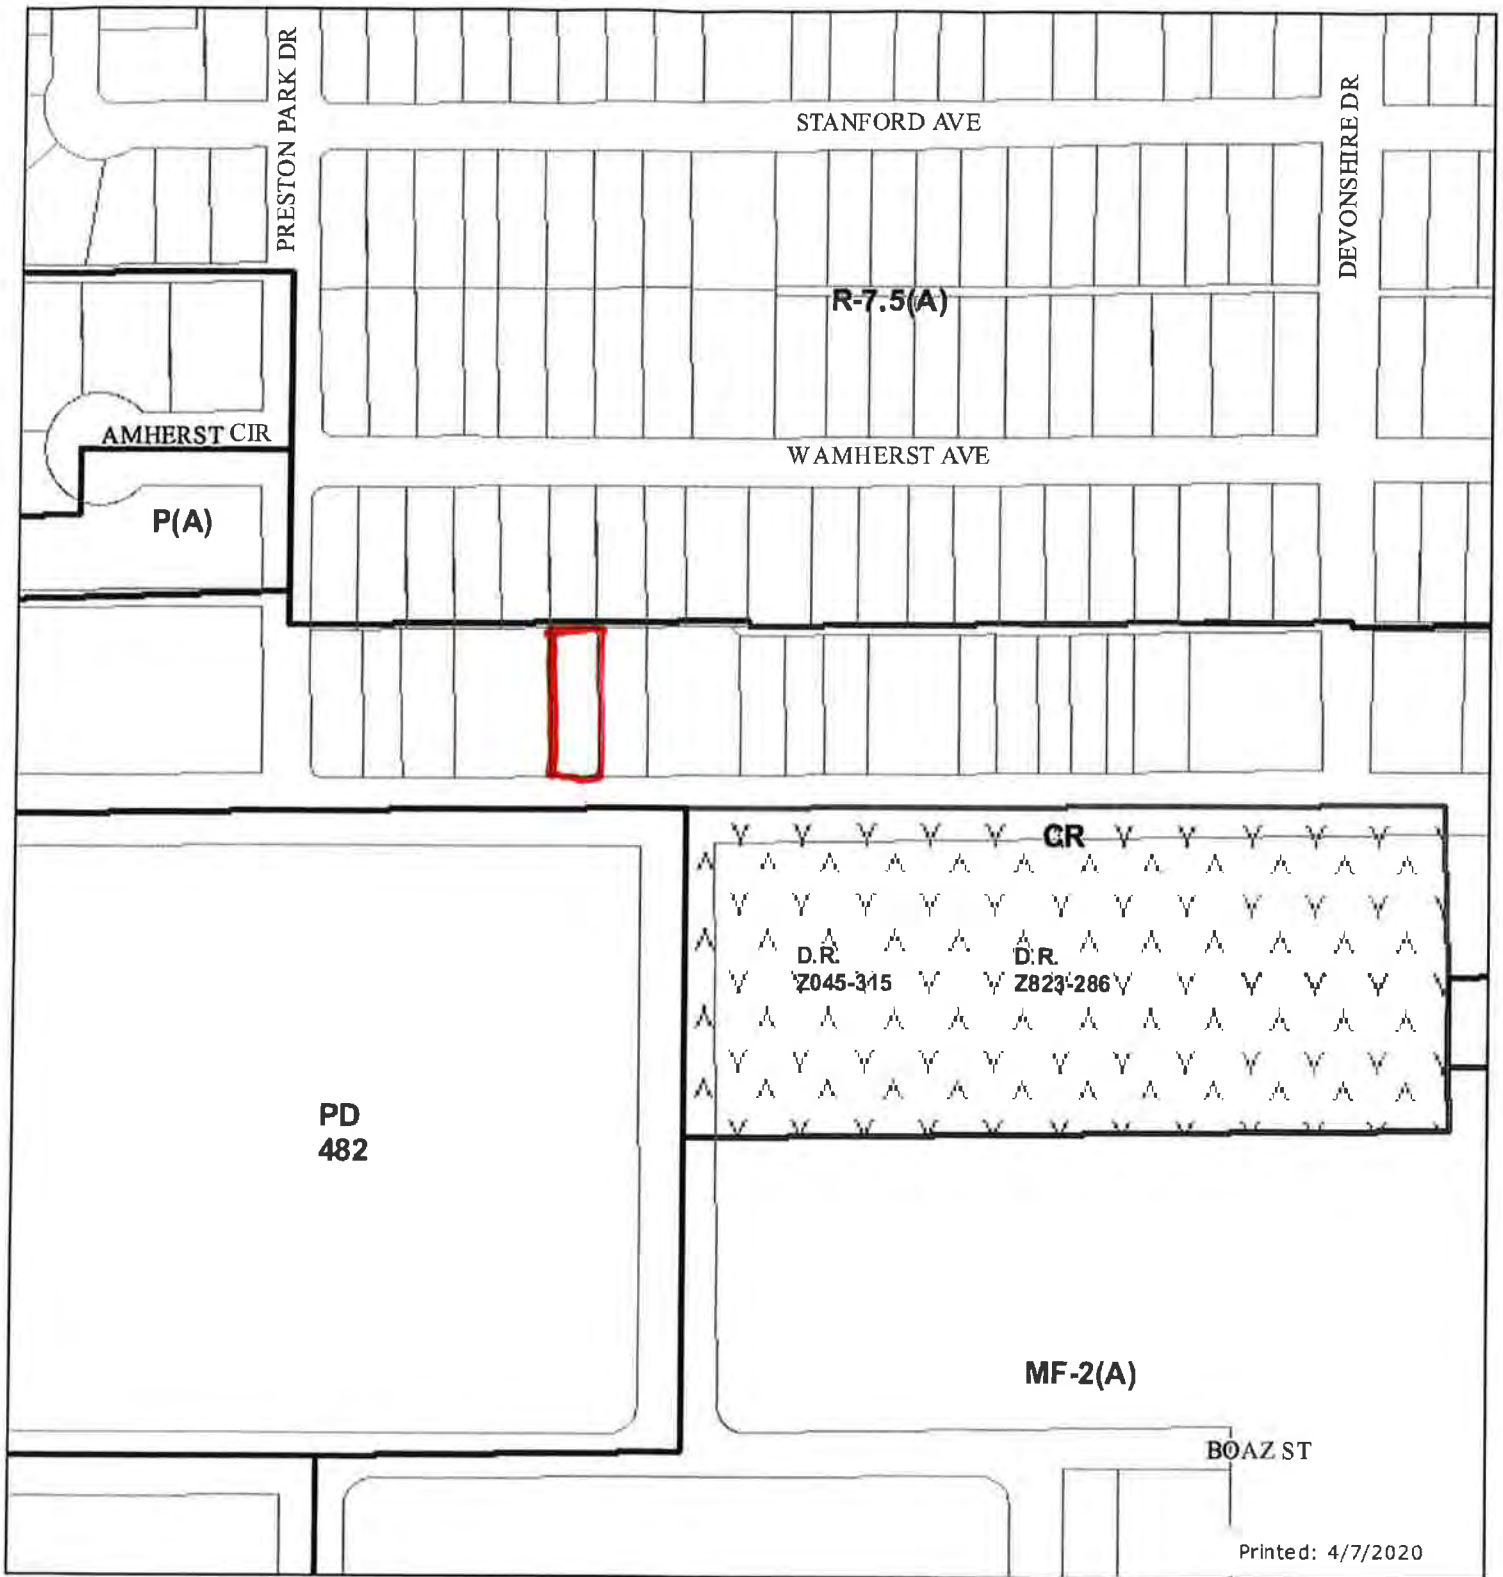 PRESTON PARK DR
STANFORD AVE
DEVONSHIRE DR
R-7.5(A)
AMHERST CIR
W AMHERST AVE
P(A)
CR
D.R.
Z045-315
D.R.
Z823-286
PD
482
MF-2(A)
BOAZ ST
Printed: 4/7/2020